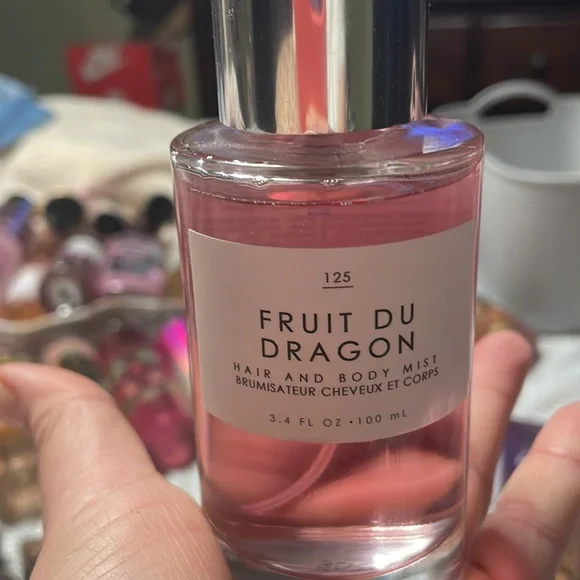 125
FRUIT DU
DRAGON
HAIR AND BODY MIST
BRUMISATEUR CHEVEUX ET CORPS
3.4 FL OZ • 100 mL